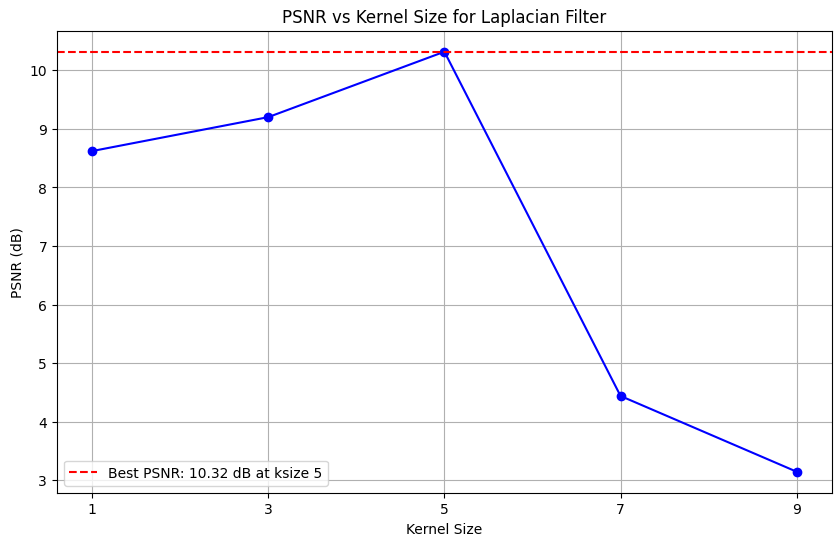 PSNR vs Kernel Size for Laplacian Filter
PSNR (dB)
10
9
8
7
6
5
4
3
Best PSNR: 10.32 dB at ksize 5
1 3 5 7 9
Kernel Size